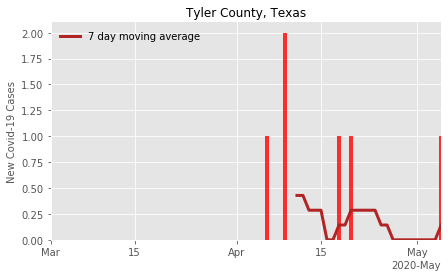 Tyler County, Texas
7 day moving average
New Covid-19 Cases
2.00
1.75
1.50
1.25
1.00
0.75
0.50
0.25
0.00
Mar
15
Apr
15
May
2020-May